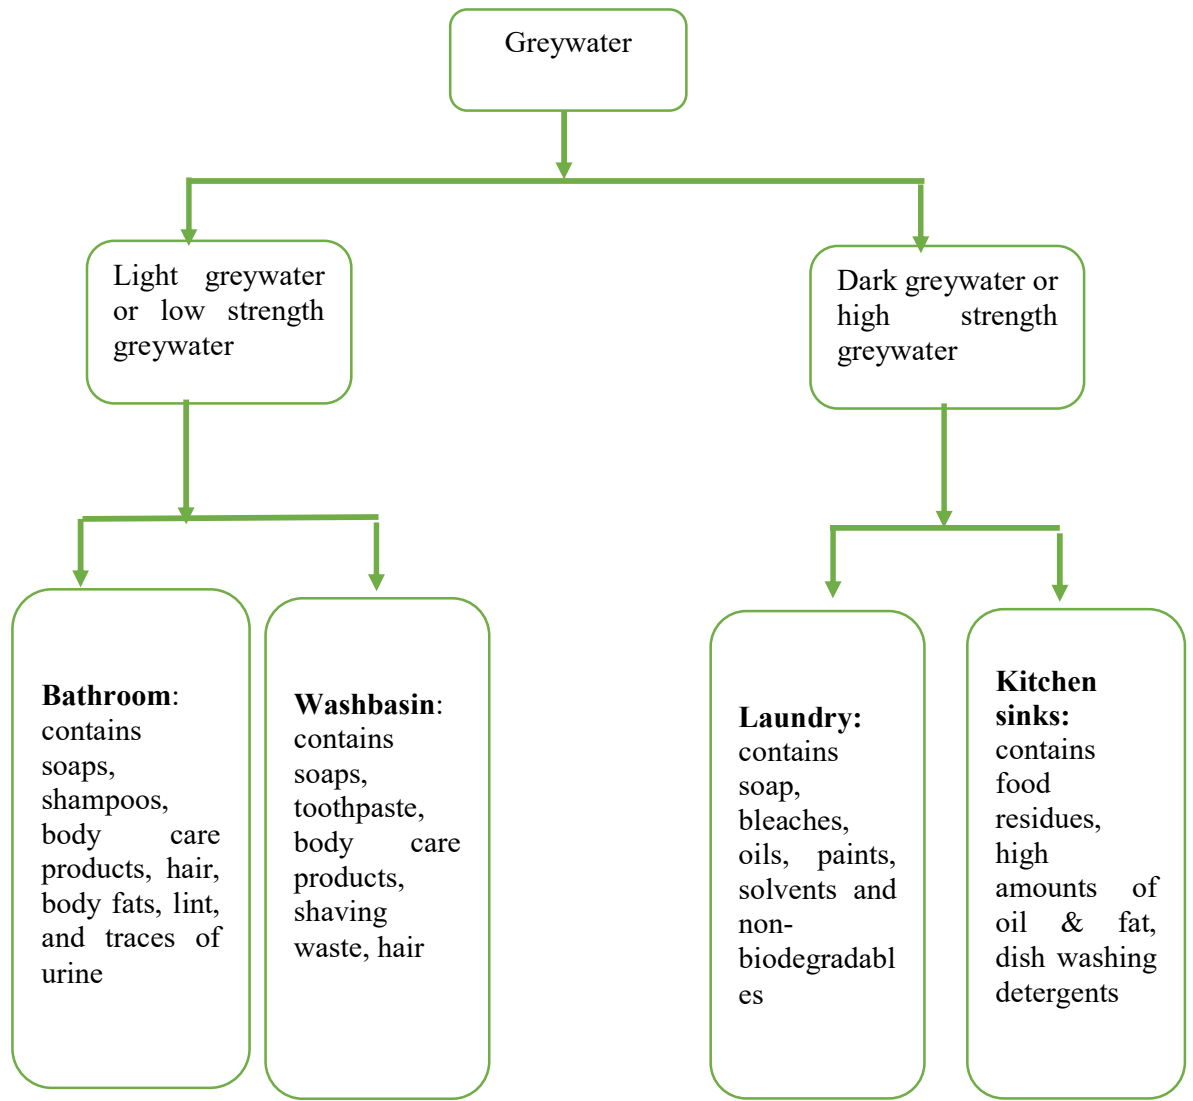 Greywater
Light greywater
or low strength
greywater
Dark greywater or
high strength
greywater
Bathroom:
contains
soaps,
shampoos,
body care
products, hair,
body fats, lint,
and traces of
urine
Washbasin:
contains
soaps,
toothpaste,
body care
products,
shaving
waste, hair
Laundry:
contains
soap,
bleaches,
oils, paints,
solvents and
non-
biodegradabl
es
Kitchen
sinks:
contains
food
residues,
high
amounts of
oil & fat,
dish washing
detergents